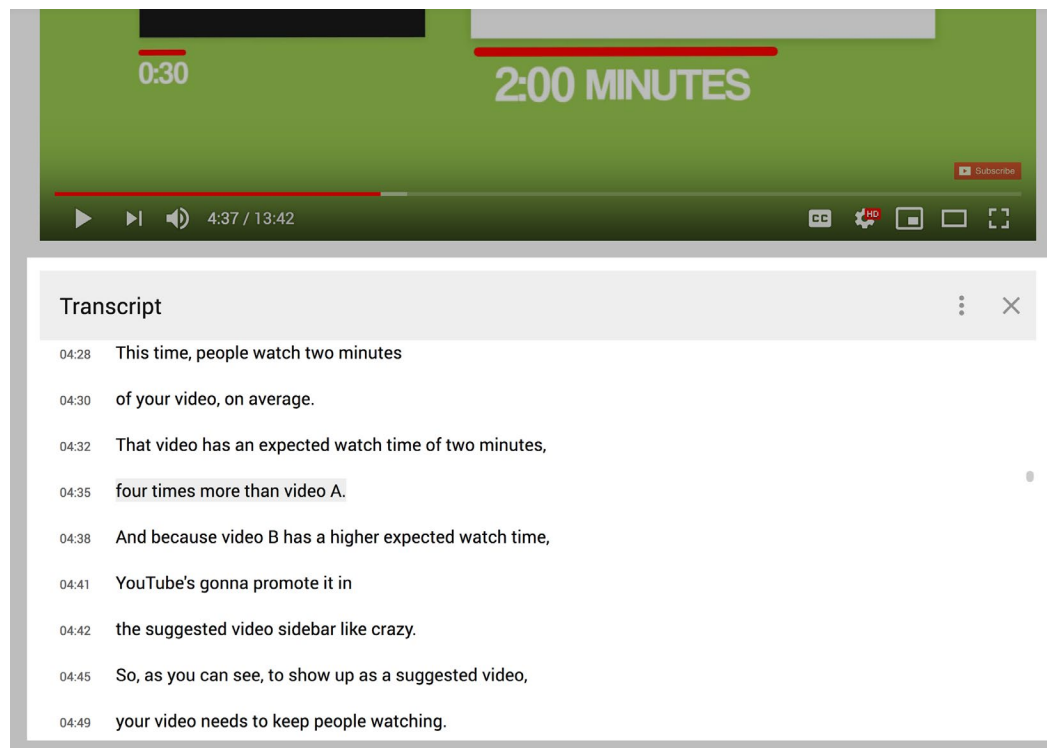 0:30
2:00 MINUTES
Subscribe
4:37 / 13:42
CC
HD
Transcript
04:28 This time, people watch two minutes
04:30 of your video, on average.
04:32 That video has an expected watch time of two minutes,
04:35 four times more than video A.
04:38 And because video B has a higher expected watch time,
04:41 YouTube's gonna promote it in
04:42 the suggested video sidebar like crazy.
04:45 So, as you can see, to show up as a suggested video,
04:49 your video needs to keep people watching.